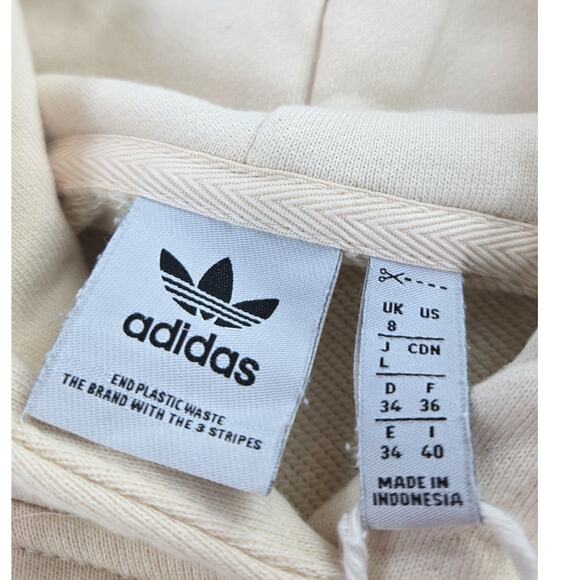 adidas
END PLASTIC WASTE
THE BRAND WITH THE 3 STRIPES
UK US
8
J CDN
L
D F
34 36
E I
34 40
MADE IN
INDONESIA